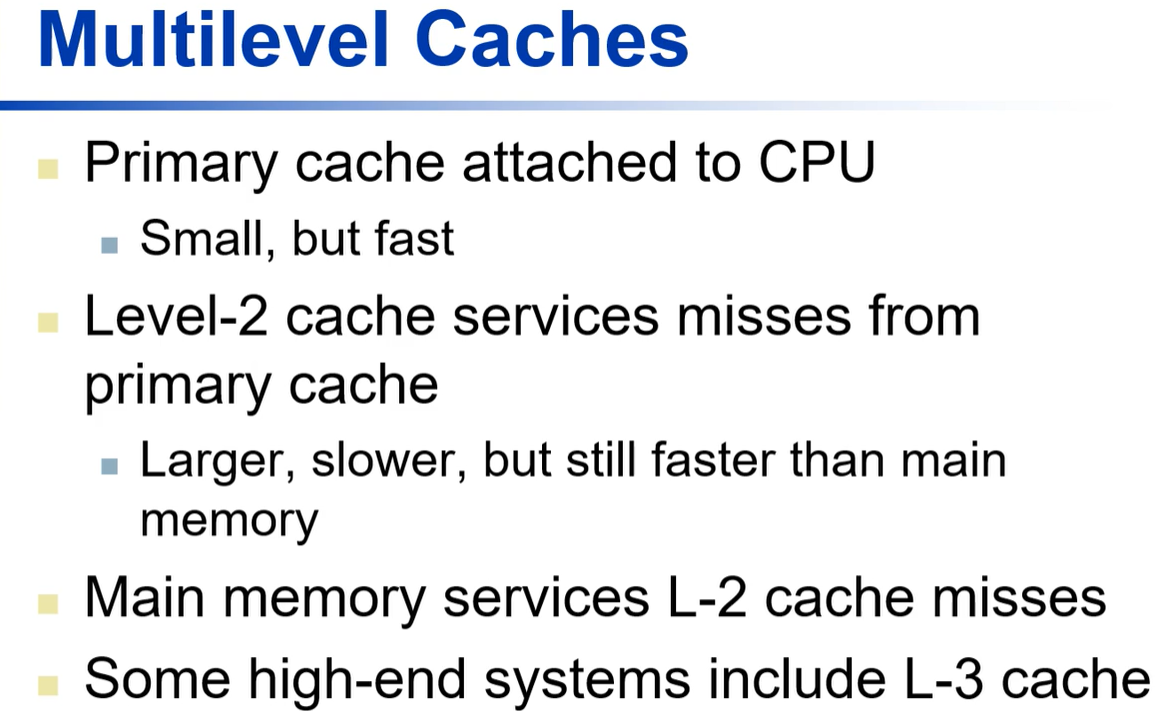 Multilevel Caches
Primary cache attached to CPU
Small, but fast
Level-2 cache services misses from
primary cache
Larger, slower, but still faster than main
memory
Main memory services L-2 cache misses
Some high-end systems include L-3 cache